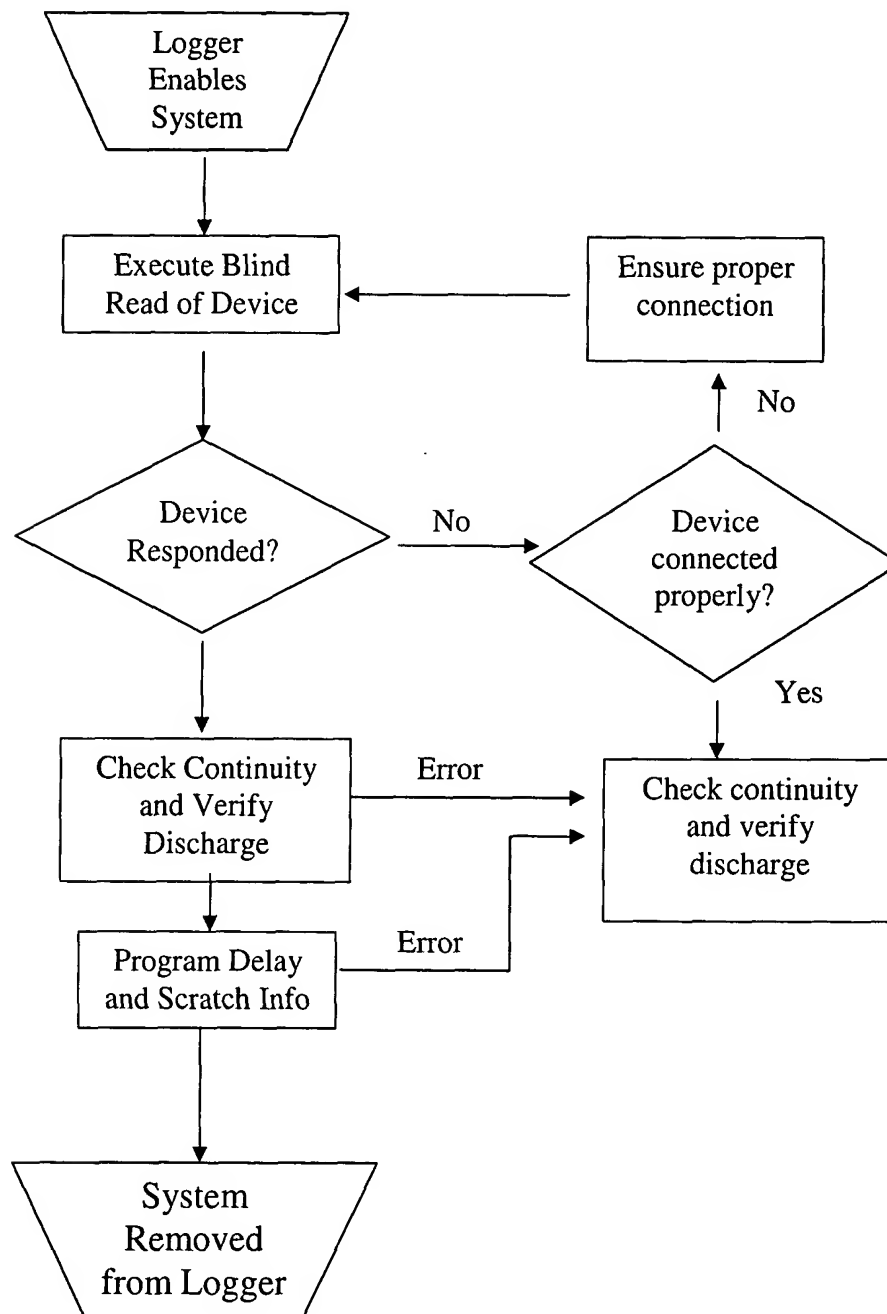 Logger
Enables
System
Execute Blind
Read of Device
Ensure proper
connection
No
Device
Responded?
No
Device
connected
properly?
Yes
Check Continuity
and Verify
Discharge
Error
Check continuity
and verify
discharge
Program Delay
and Scratch Info
Error
System
Removed
from Logger